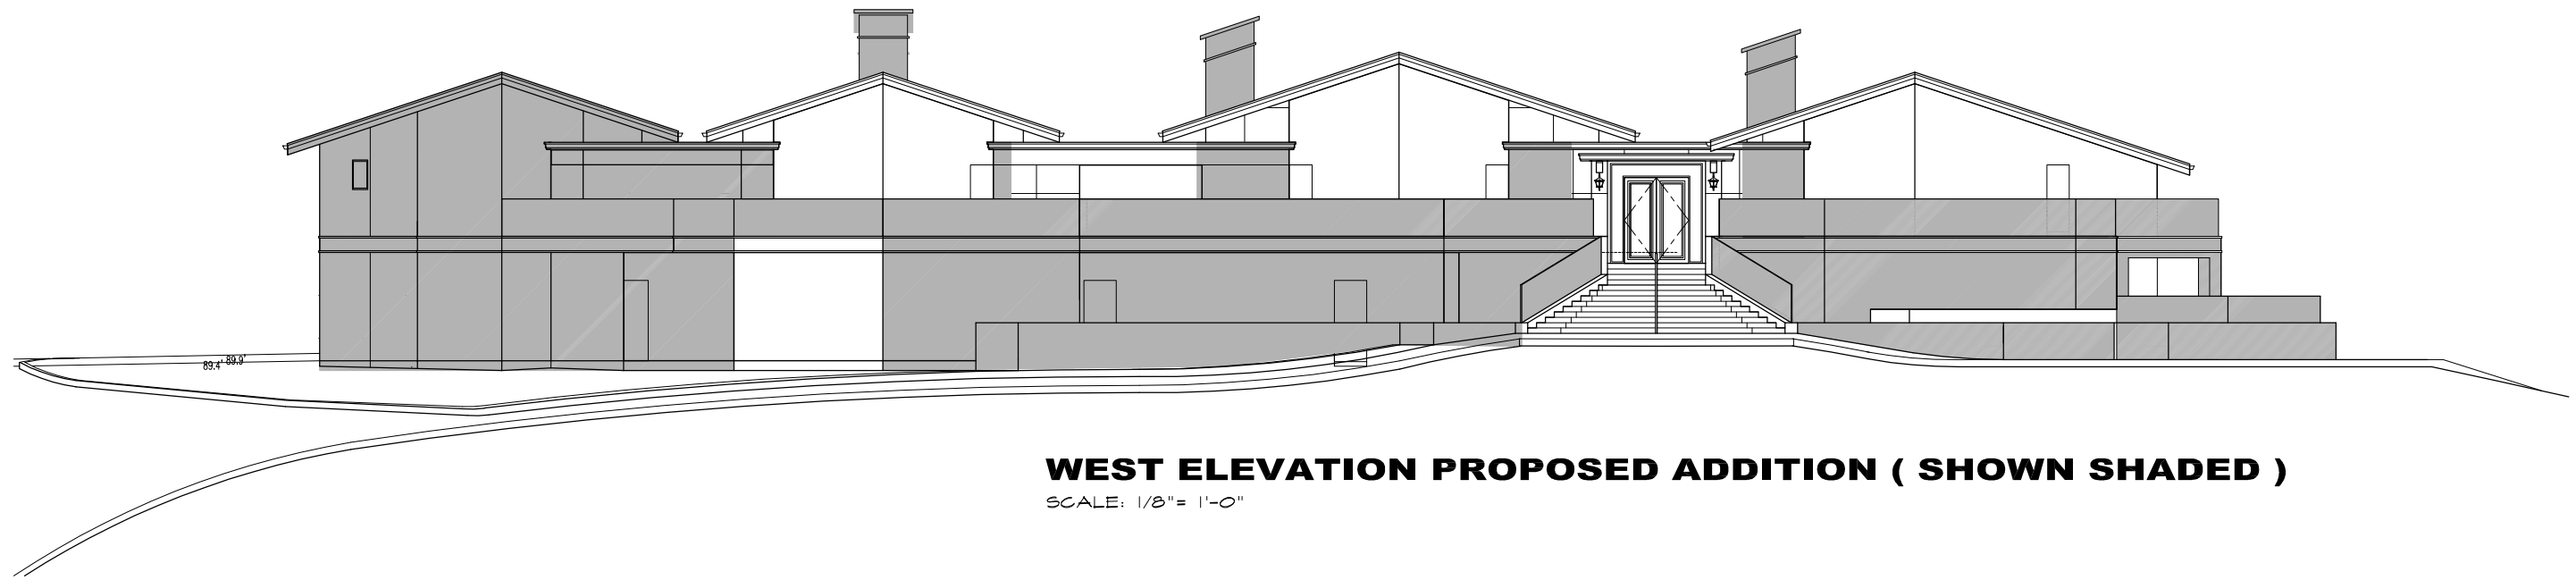 89.4' 89.9'
WEST ELEVATION PROPOSED ADDITION ( SHOWN SHADED )
SCALE: 1/8"= 1'-0"